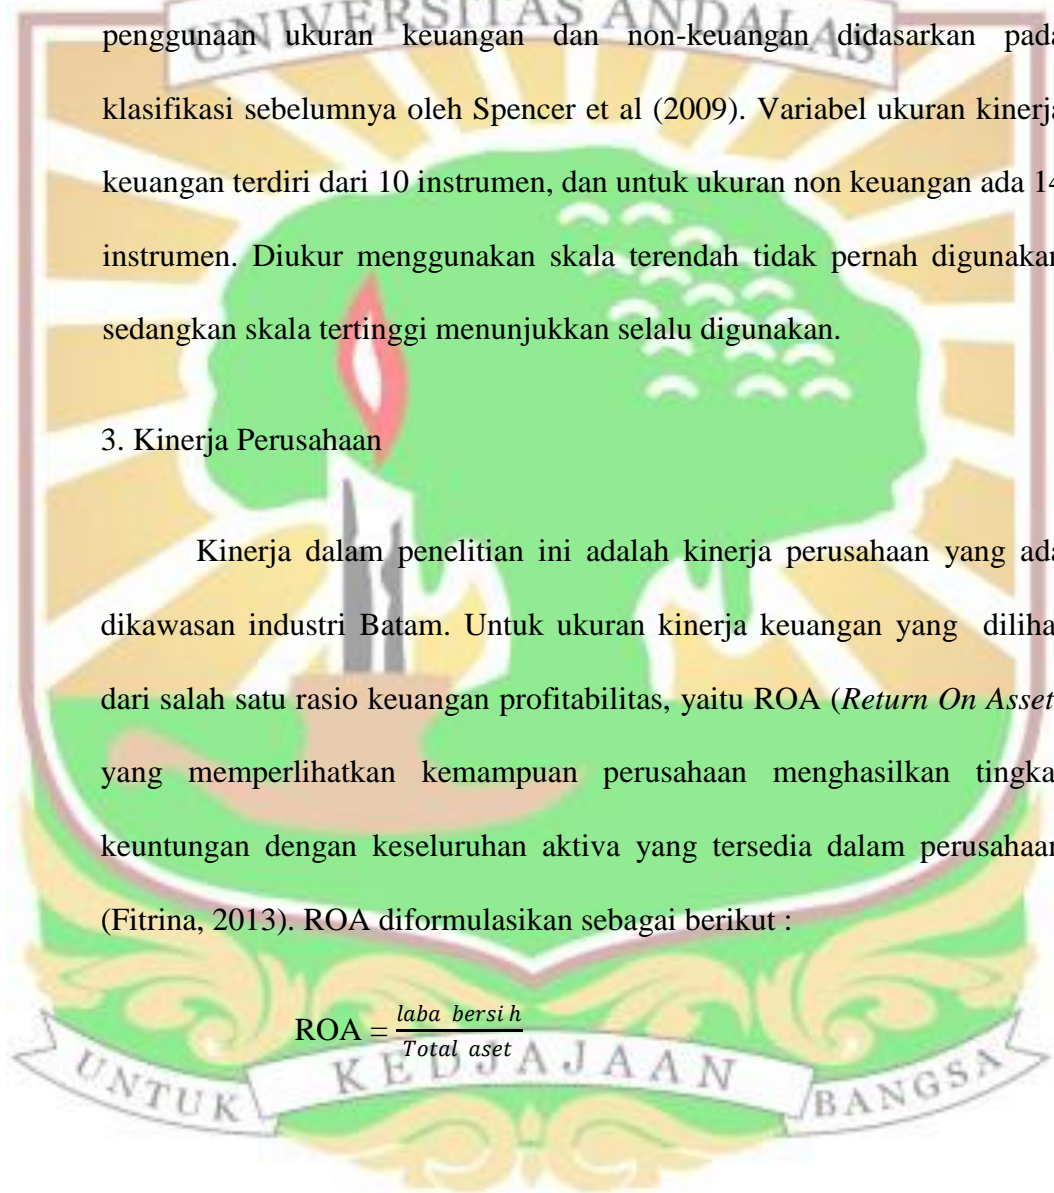 UNIVERSITAS ANDALAS
penggunaan ukuran keuangan dan non-keuangan didasarkan pada
klasifikasi sebelumnya oleh Spencer et al (2009). Variabel ukuran kinerja
keuangan terdiri dari 10 instrumen, dan untuk ukuran non keuangan ada 14
instrumen. Diukur menggunakan skala terendah tidak pernah digunakan
sedangkan skala tertinggi menunjukkan selalu digunakan.
3. Kinerja Perusahaan
Kinerja dalam penelitian ini adalah kinerja perusahaan yang ada
dikawasan industri Batam. Untuk ukuran kinerja keuangan yang diliha
dari salah satu rasio keuangan profitabilitas, yaitu ROA (Return On Asset
yang memperlihatkan kemampuan perusahaan menghasilkan tingka
keuntungan dengan keseluruhan aktiva yang tersedia dalam perusahaan
(Fitrina, 2013). ROA diformulasikan sebagai berikut :
ROA = laba bersi h / Total aset
UNTUK KEDJAJAAN BANGSA